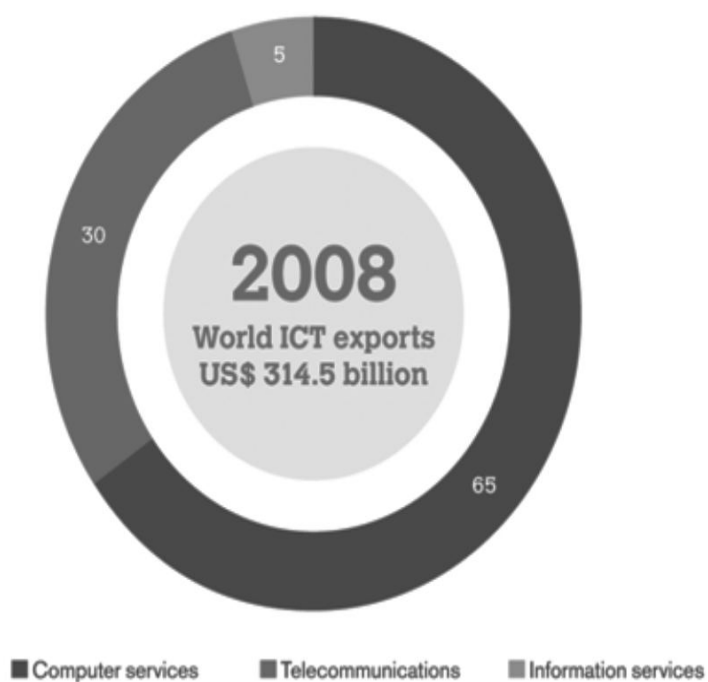 5
30
2008
World ICT exports
US$ 314.5 billion
65
Computer services
Telecommunications
Information services